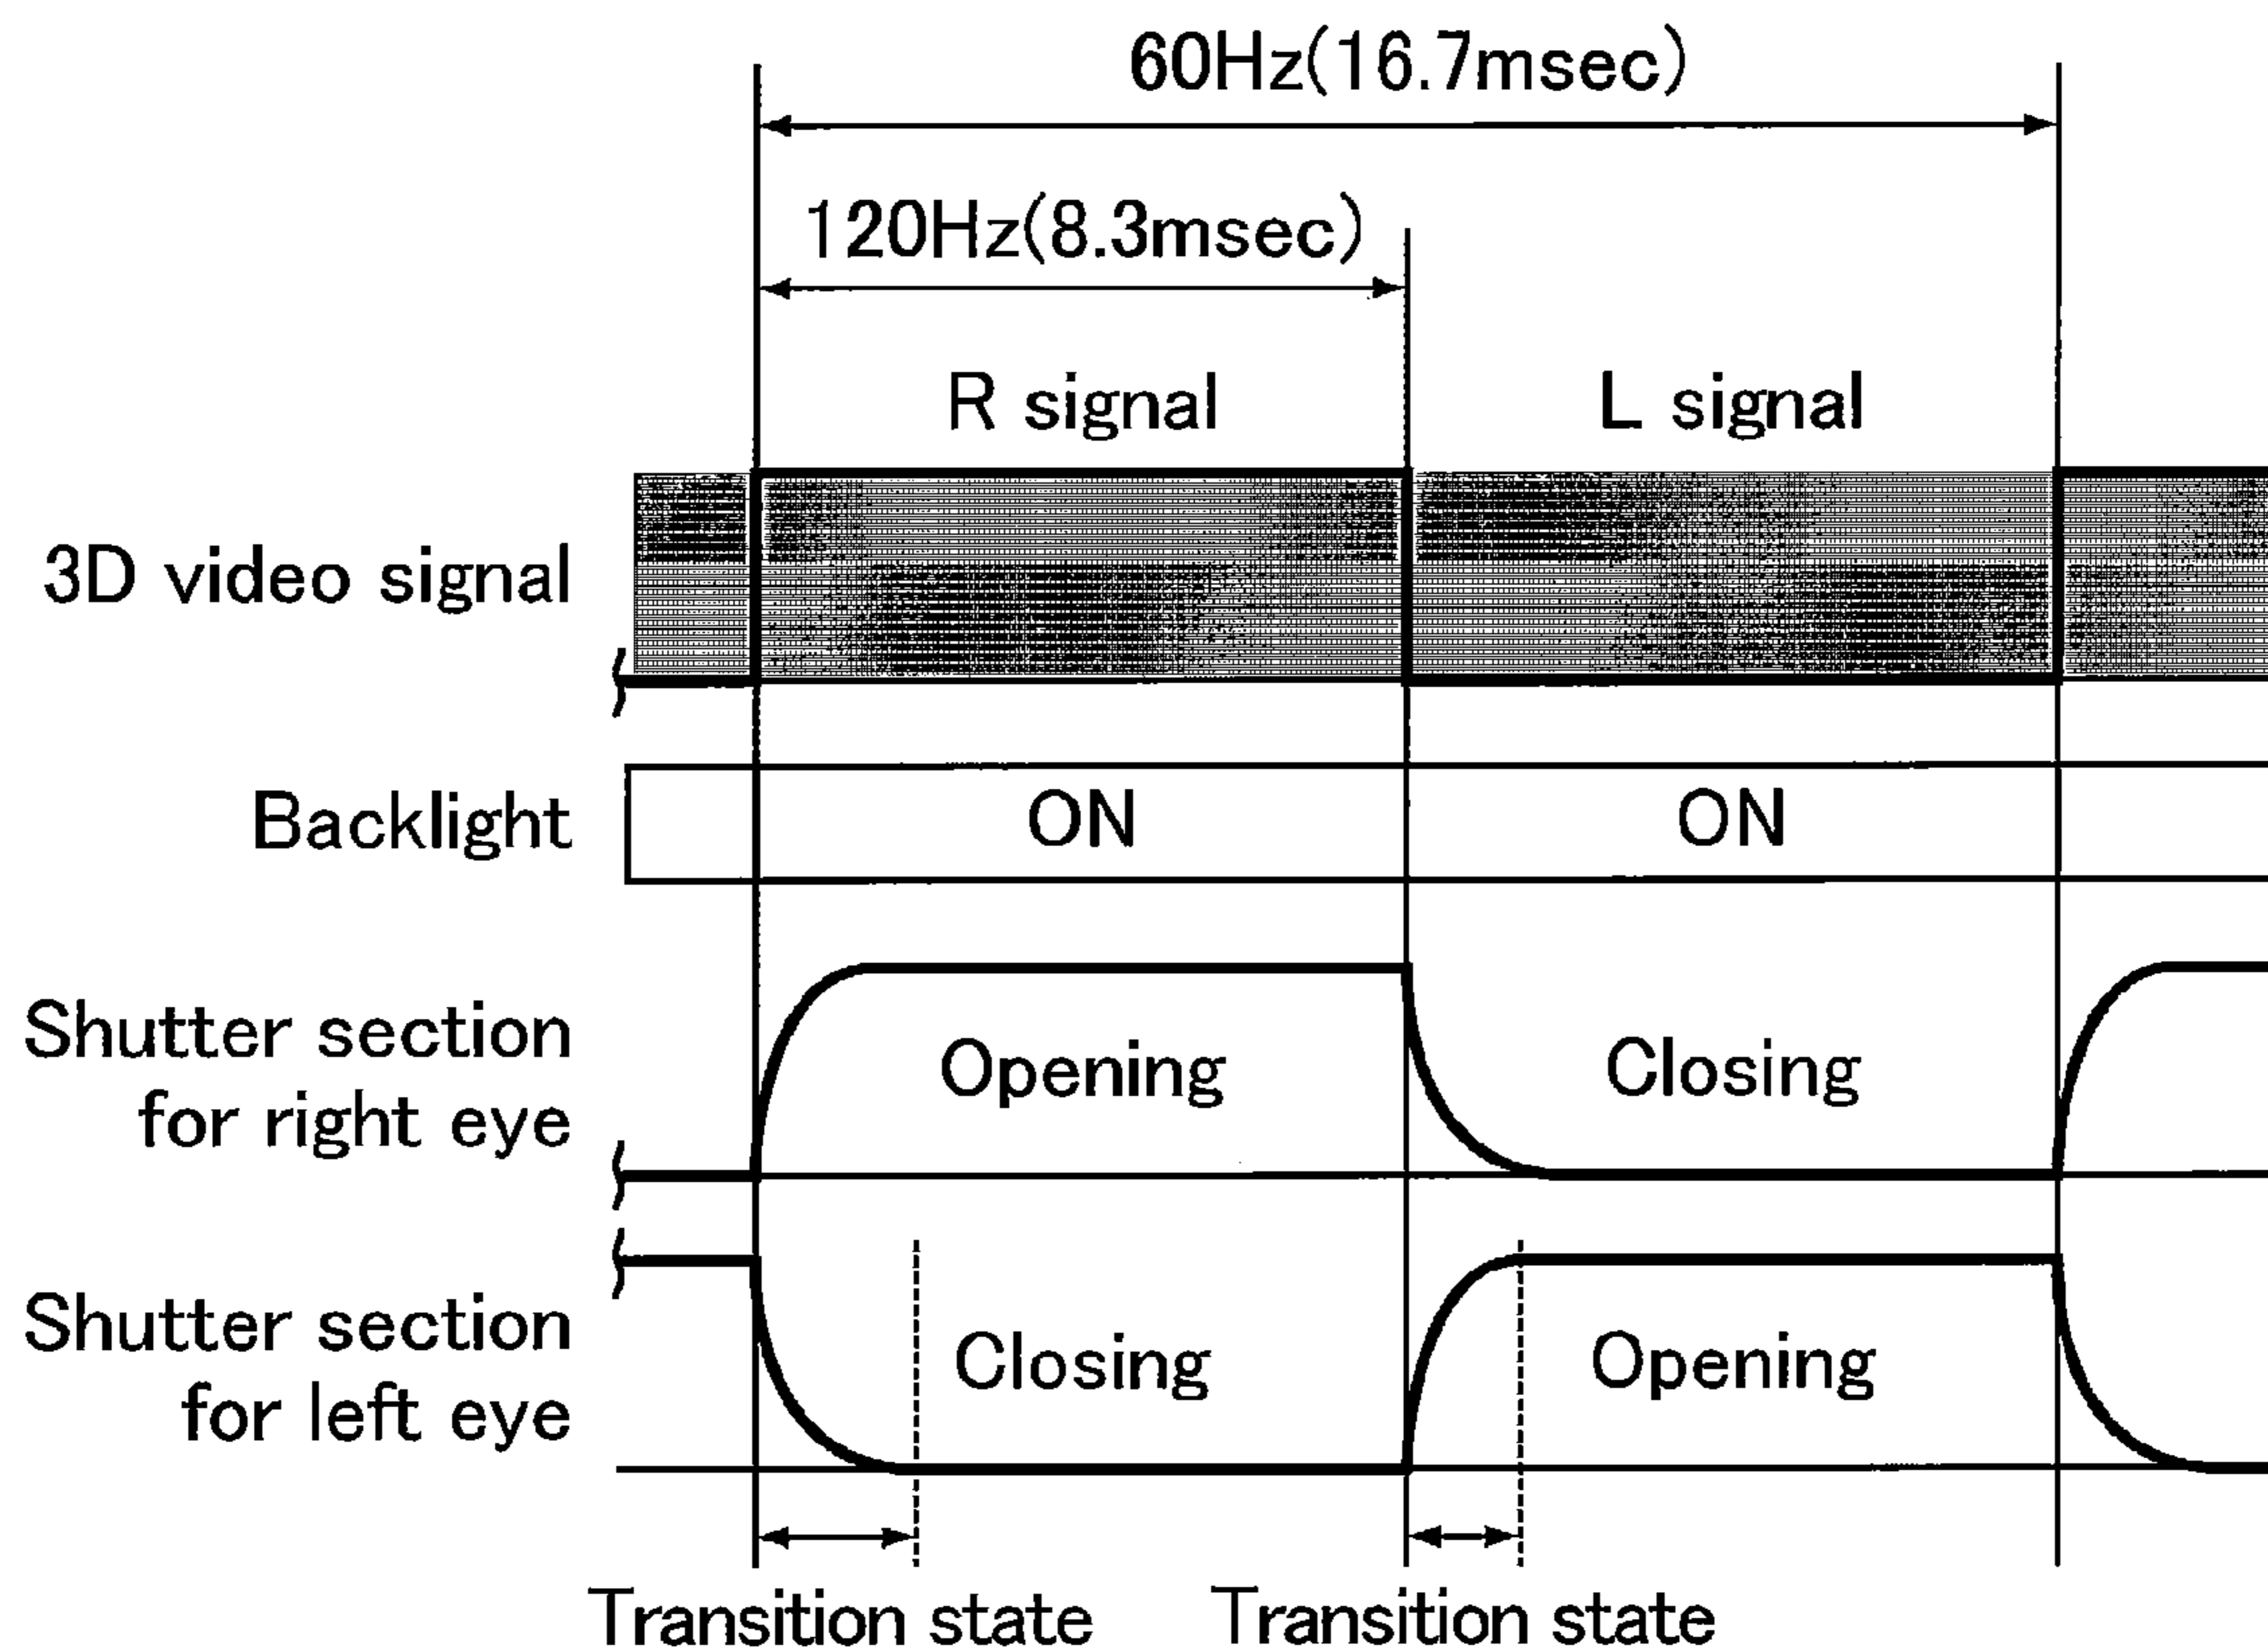 60Hz(16.7msec)
120Hz(8.3msec)
R signal
L signal
3D video signal
Backlight
ON
ON
Shutter section
for right eye
Opening
Closing
Shutter section
for left eye
Closing
Opening
Transition state
Transition state